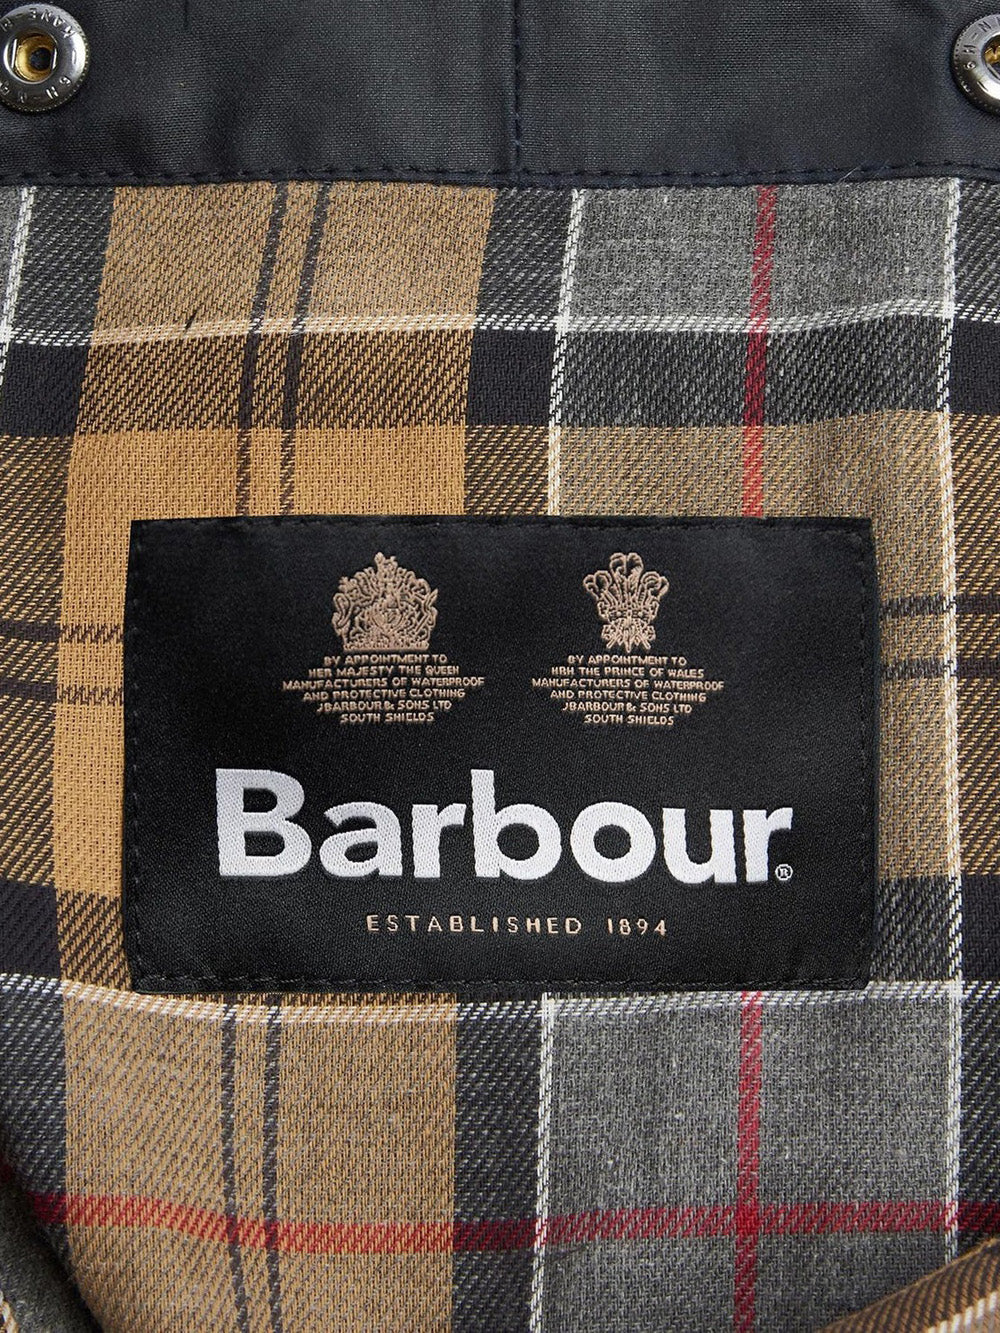 BY APPOINTMENT TO
HER MAJESTY THE QUEEN
MANUFACTURERS OF WATERPROOF
AND PROTECTIVE CLOTHING
JBARBOUR & SONS LTD
SOUTH SHIELDS
BY APPOINTMENT TO
HRH THE PRINCE OF WALES
MANUFACTURERS OF WATERPROOF
AND PROTECTIVE CLOTHING
JBARBOUR & SONS LTD
SOUTH SHIELDS
Barbour®
ESTABLISHED 1894